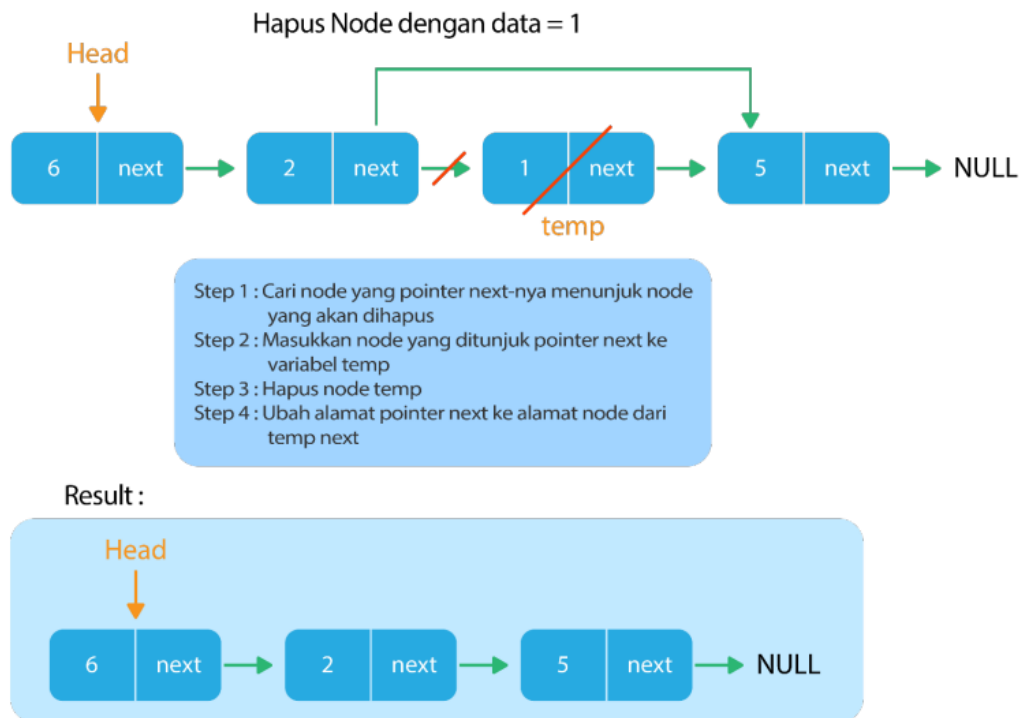 Hapus Node dengan data = 1
Head
6 next 2 next 1 next 5 next NULL
temp
Step 1 : Cari node yang pointer next-nya menunjuk node
yang akan dihapus
Step 2 : Masukkan node yang ditunjuk pointer next ke
variabel temp
Step 3 : Hapus node temp
Step 4 : Ubah alamat pointer next ke alamat node dari
temp next
Result :
Head
6 next 2 next 5 next NULL